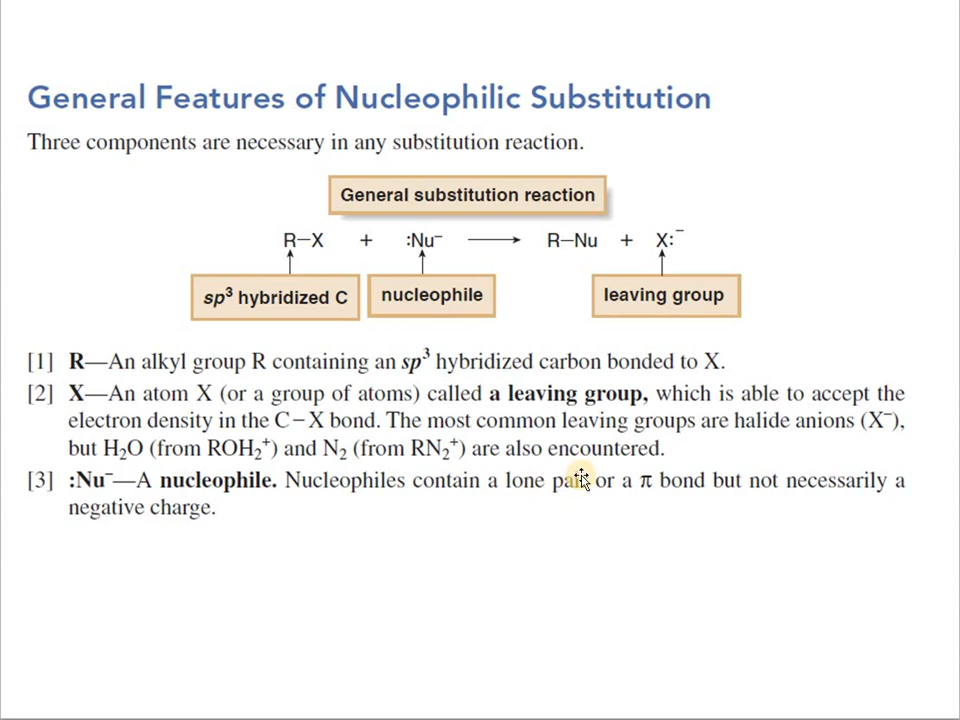 General Features of Nucleophilic Substitution
Three components are necessary in any substitution reaction.
General substitution reaction
R–X + :Nu⁻ ⟶ R–Nu + X:⁻
sp³ hybridized C nucleophile leaving group
[1] R—An alkyl group R containing an sp³ hybridized carbon bonded to X.
[2] X—An atom X (or a group of atoms) called a leaving group, which is able to accept the
electron density in the C–X bond. The most common leaving groups are halide anions (X⁻),
but H₂O (from ROH₂⁺) and N₂ (from RN₂⁺) are also encountered.
[3] :Nu⁻—A nucleophile. Nucleophiles contain a lone pair or a π bond but not necessarily a
negative charge.